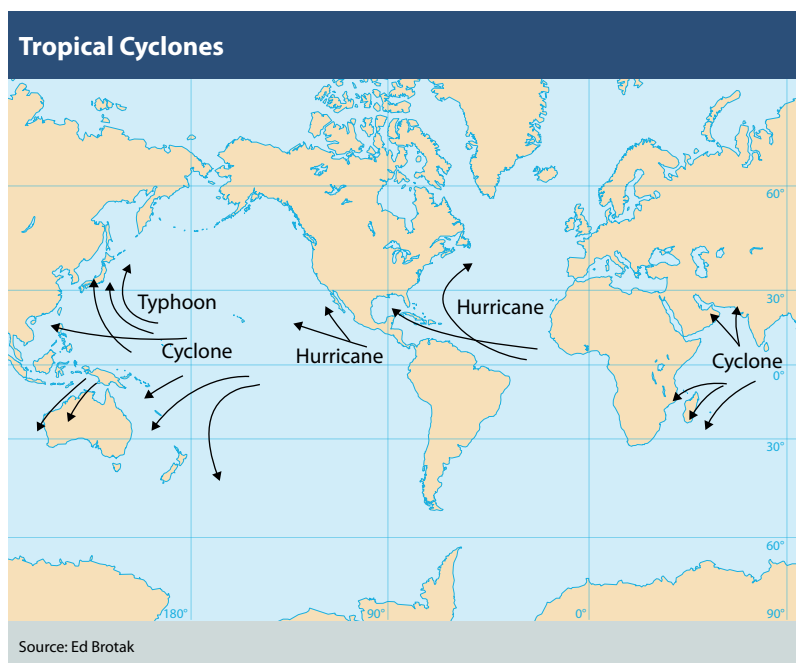 Tropical Cyclones
60°
30°
Typhoon
Hurricane
Cyclone
Hurricane
Cyclone
0°
30°
60°
180°
90°
0°
90°
Source: Ed Brotak